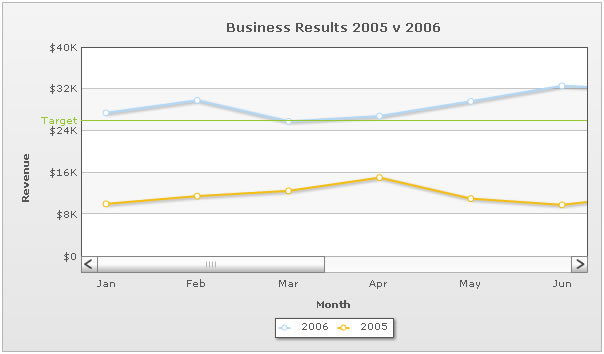 Business Results 2005 v 2006
$40K
$32K
Target
$24K
$16K
$8K
$0
Revenue
Jan Feb Mar Apr May Jun
Month
2006 2005